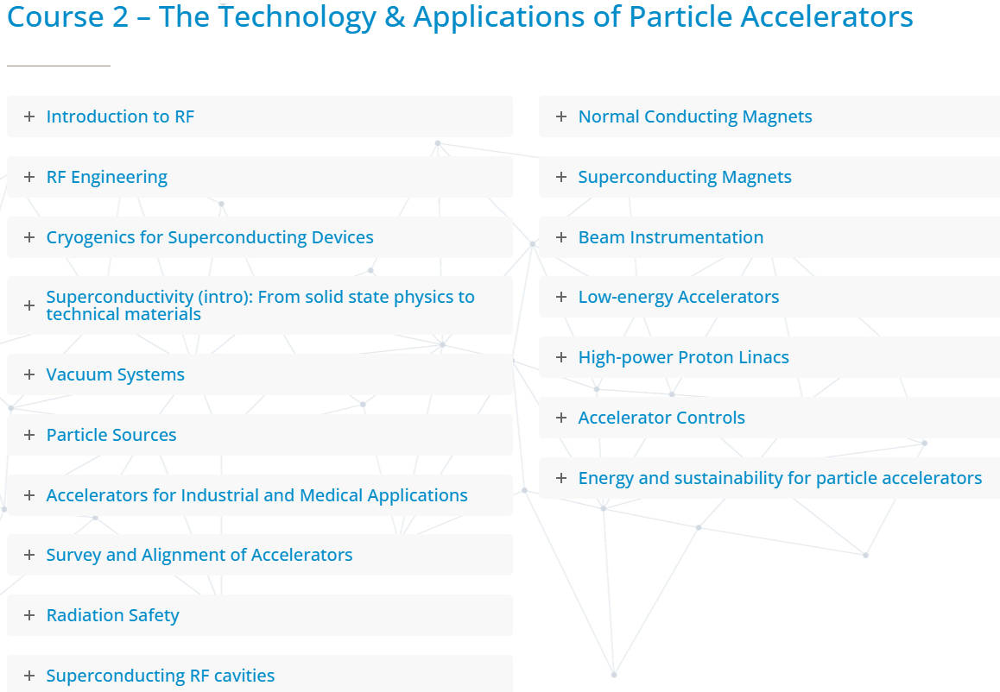 Course 2 – The Technology & Applications of Particle Accelerators
Introduction to RF
RF Engineering
Cryogenics for Superconducting Devices
Superconductivity (intro): From solid state physics to
technical materials
Vacuum Systems
Particle Sources
Accelerators for Industrial and Medical Applications
Survey and Alignment of Accelerators
Radiation Safety
Superconducting RF cavities
Normal Conducting Magnets
Superconducting Magnets
Beam Instrumentation
Low-energy Accelerators
High-power Proton Linacs
Accelerator Controls
Energy and sustainability for particle accelerators